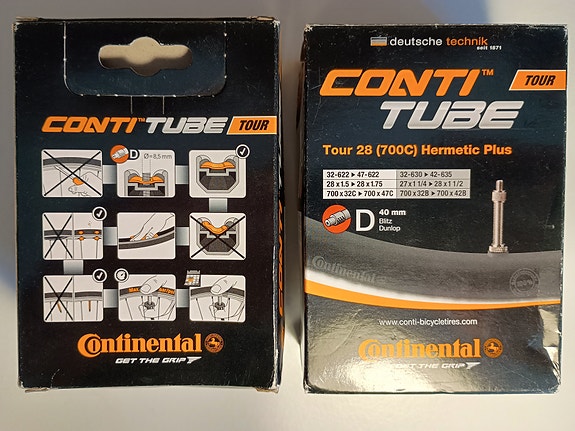 CONTI™ TUBE TOUR
D Ø=8,5 mm
Continental
GET THE GRIP
deutsche technik
seit 1871
CONTI™ TOUR
TUBE
Tour 28 (700C) Hermetic Plus
32-622 ▸ 47-622 32-630 ▸ 42-635
28 x 1.5 ▸ 28 x 1.75 27 x 1 1/4 ▸ 28 x 1 1/2
700 x 32C ▸ 700 x 47C 700 x 32B ▸ 700 x 42B
D 40 mm
Blitz
Dunlop
Continental
www.conti-bicycletires.com
Continental
GET THE GRIP